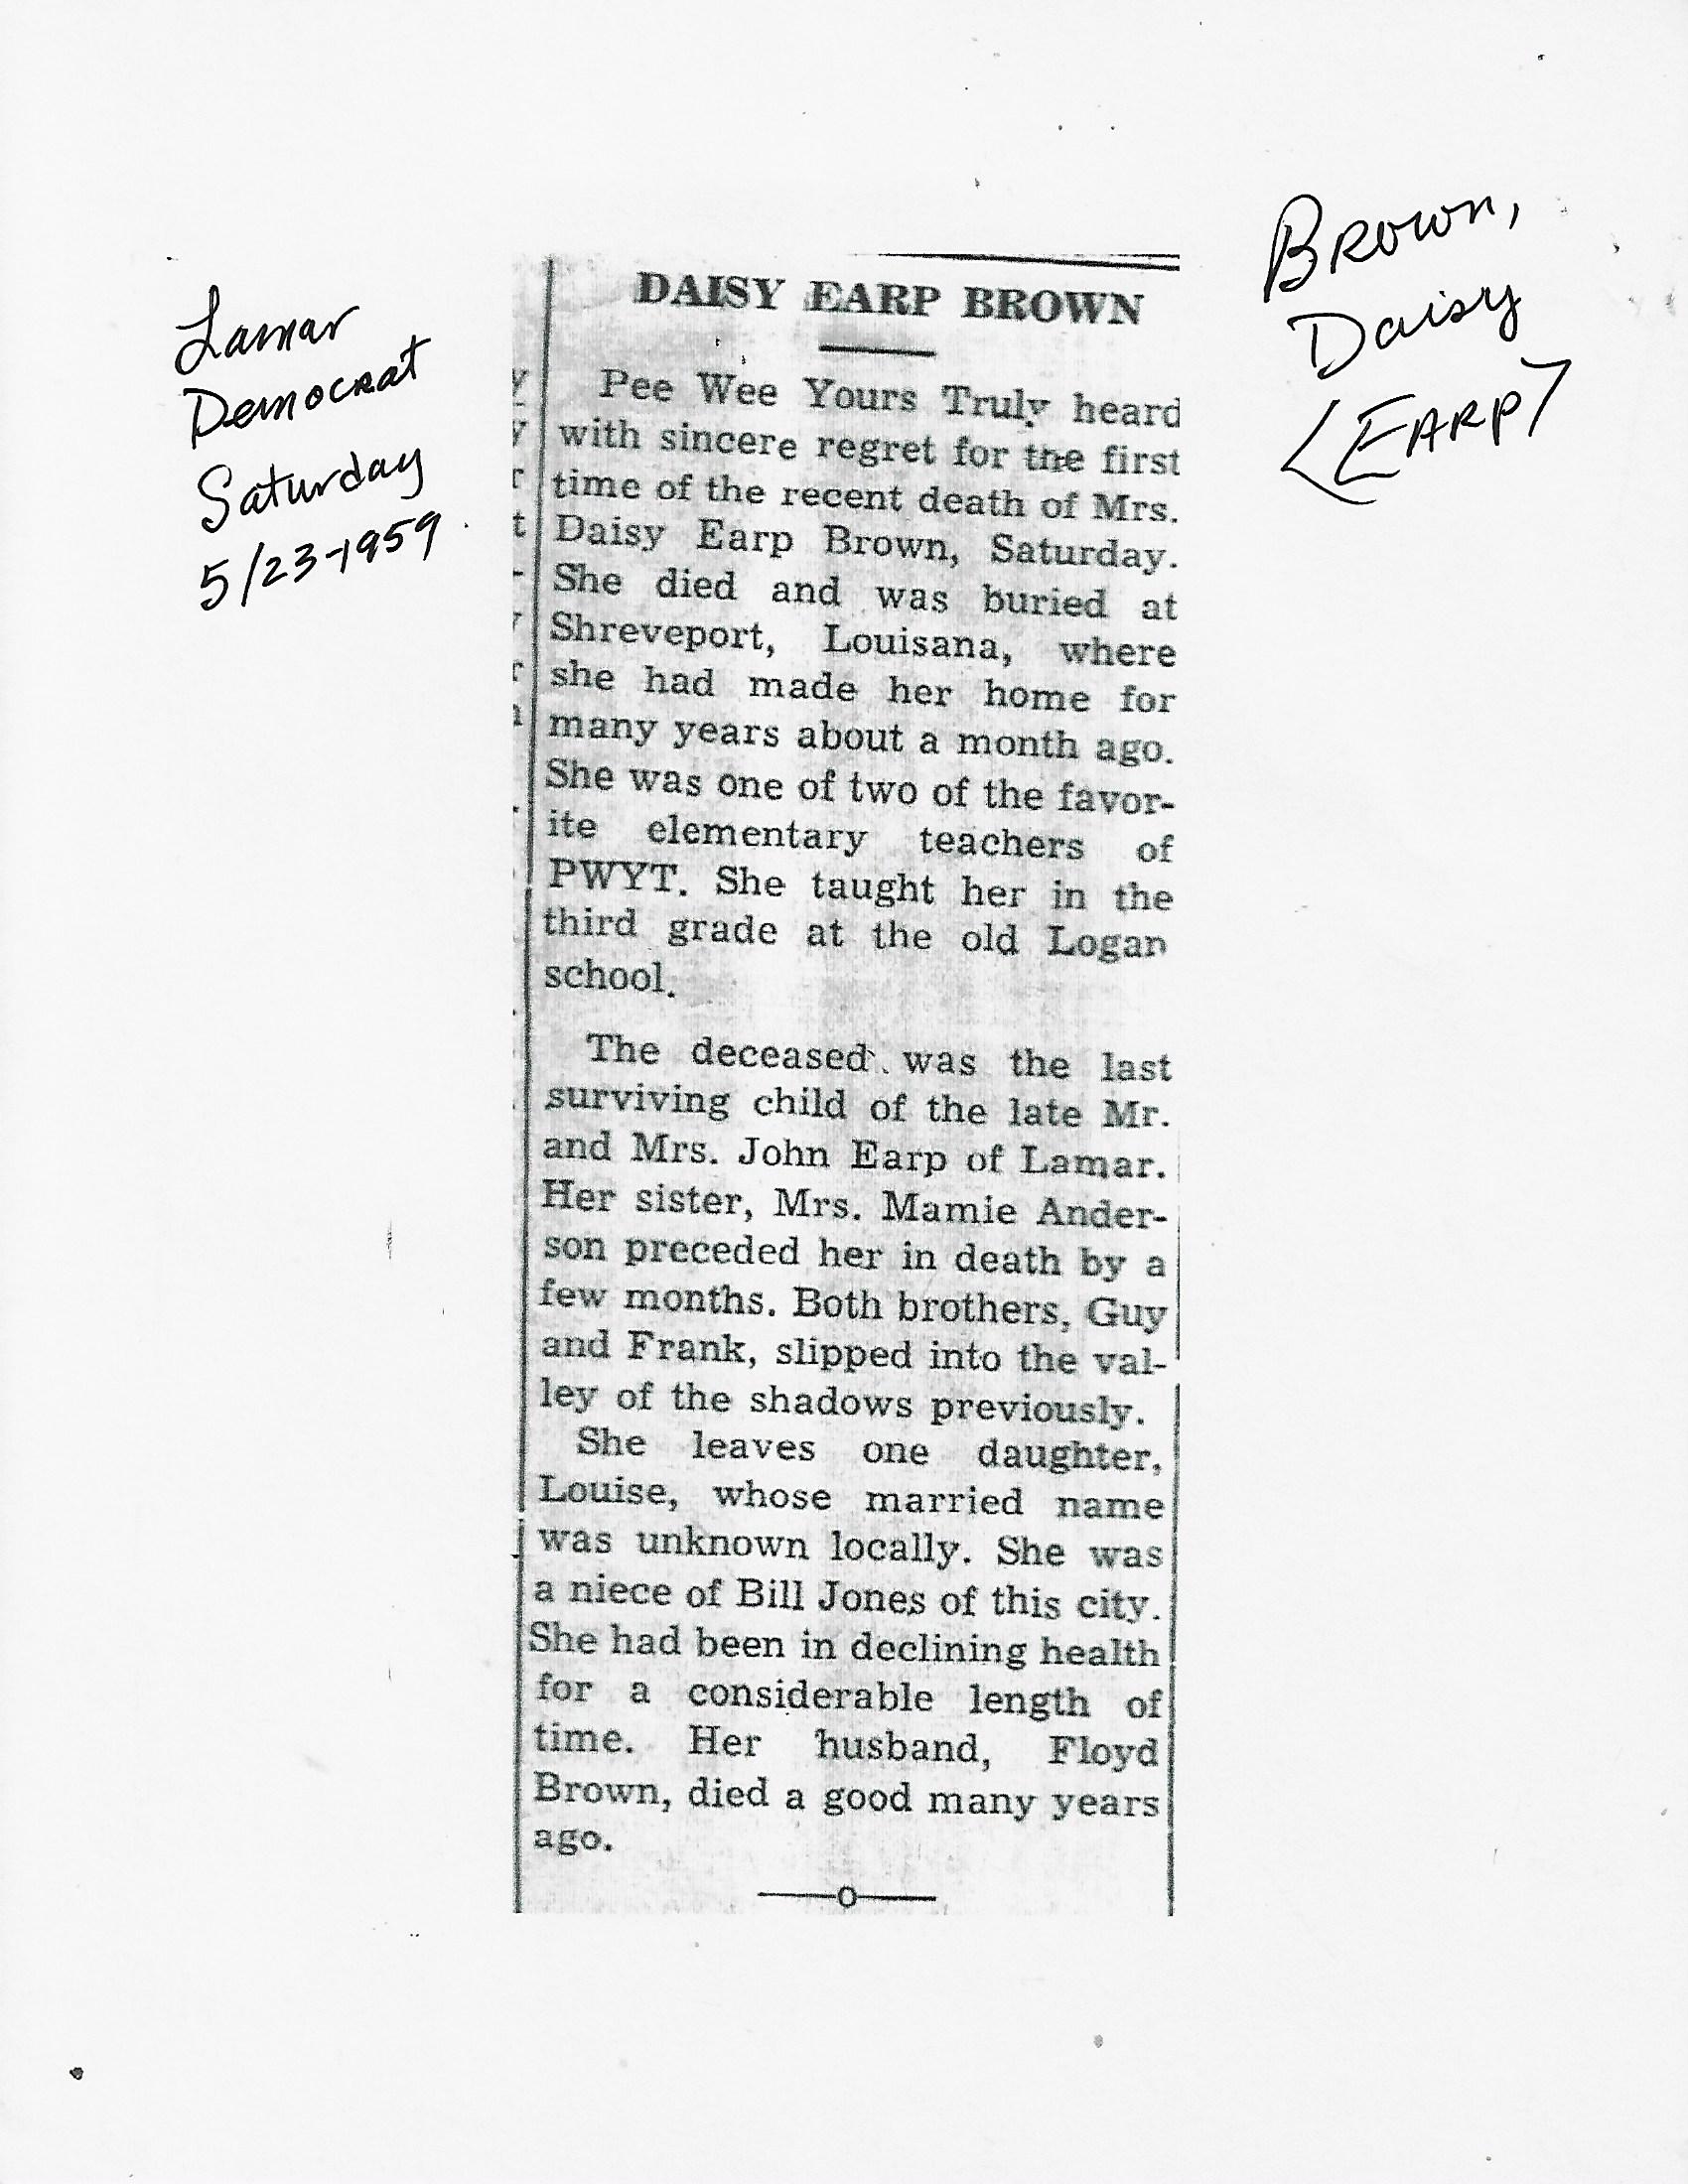 Lamar
Democrat
Saturday
5/23-1959
Brown,
Daisy
<EARP>
DAISY EARP BROWN
Pee Wee Yours Truly heard
with sincere regret for the first
time of the recent death of Mrs.
Daisy Earp Brown, Saturday.
She died and was buried at
Shreveport, Louisana, where
she had made her home for
many years about a month ago.
She was one of two of the favor-
ite elementary teachers of
PWYT. She taught her in the
third grade at the old Logan
school.
The deceased was the last
surviving child of the late Mr.
and Mrs. John Earp of Lamar.
Her sister, Mrs. Mamie Ander-
son preceded her in death by a
few months. Both brothers, Guy
and Frank, slipped into the val-
ley of the shadows previously.
She leaves one daughter,
Louise, whose married name
was unknown locally. She was
a niece of Bill Jones of this city.
She had been in declining health
for a considerable length of
time. Her husband, Floyd
Brown, died a good many years
ago.